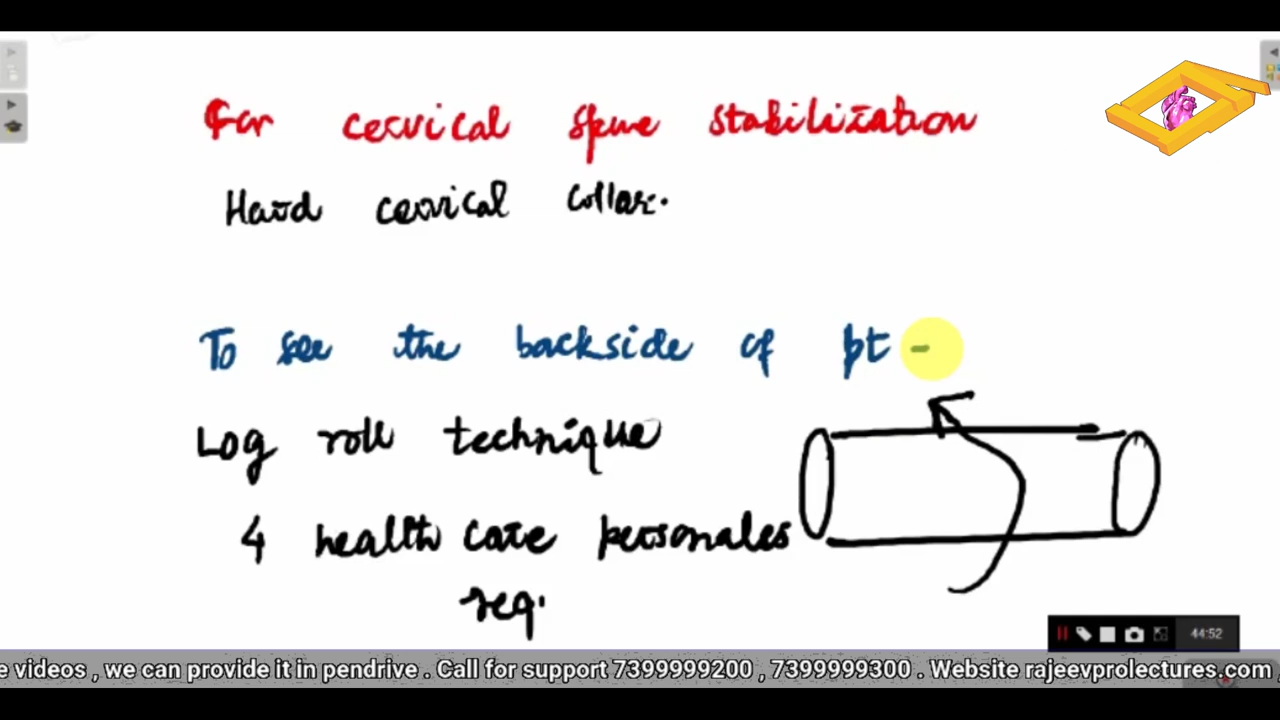 For cervical spine stabilization
Hard cervical collar.
To see the backside of pt -
Log roll technique
4 health care personales
req.
44:52
e videos , we can provide it in pendrive . Call for support 7399999200 , 7399999300 . Website rajeevprolectures.com ,